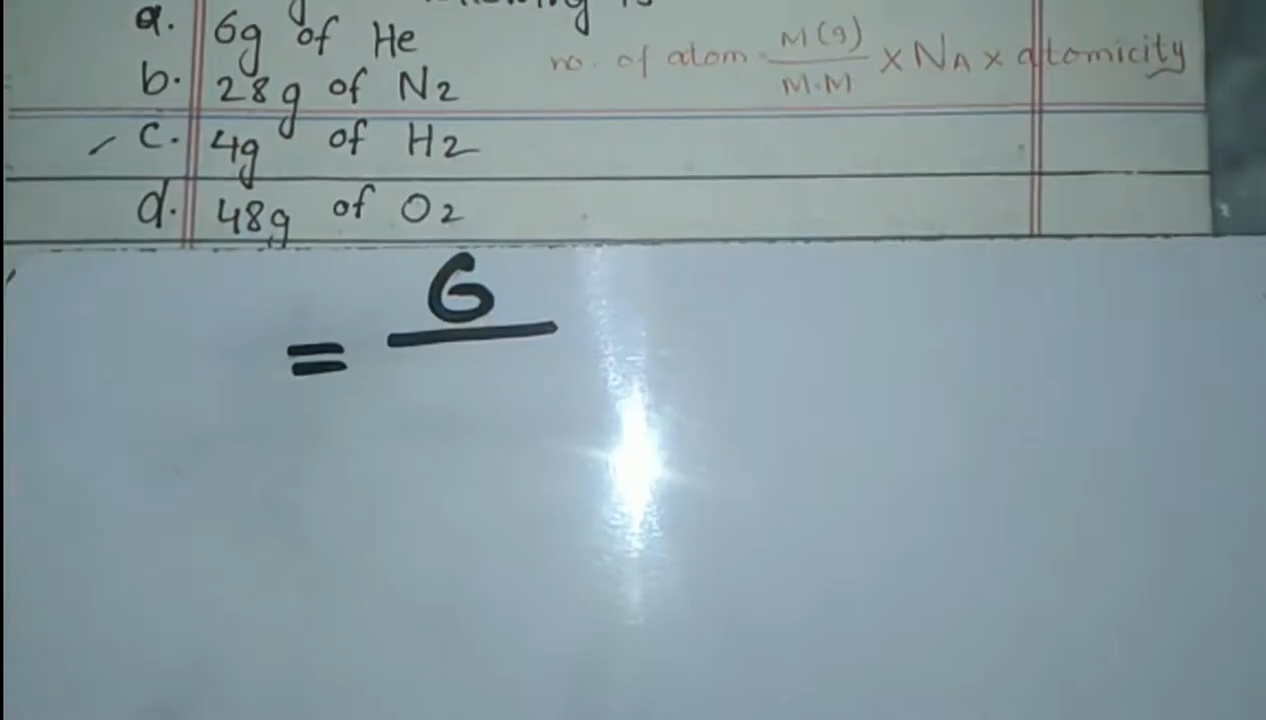 a. 6g of He
no. of atom M(g) / M.M × NA × atomicity
b. 28g of N2
c. 4g of H2
d. 48g of O2
= 6